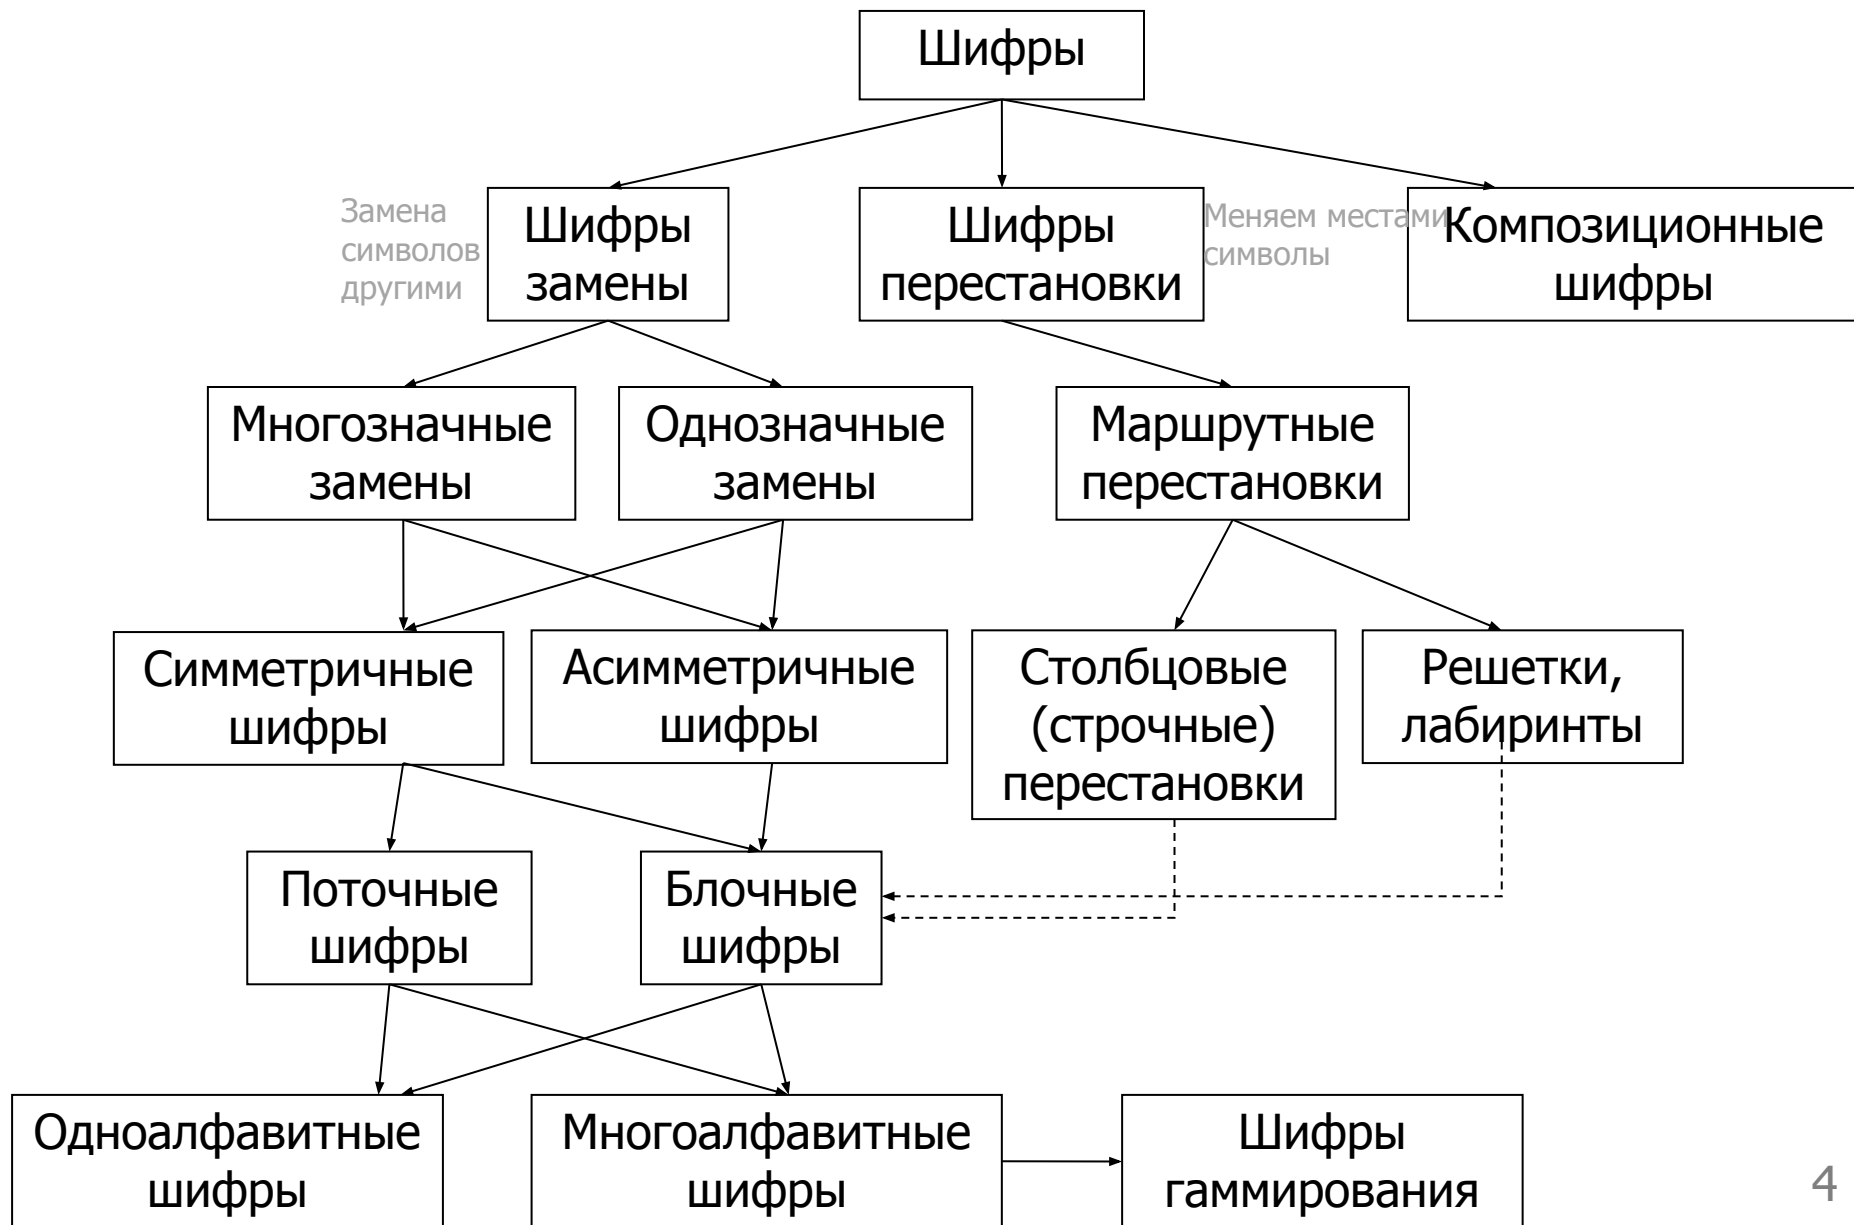 Шифры
Замена
символов
другими
Шифры
замены
Шифры
перестановки
Меняем местами
символы
Композиционные
шифры
Многозначные
замены
Однозначные
замены
Маршрутные
перестановки
Симметричные
шифры
Асимметричные
шифры
Столбцовые
(строчные)
перестановки
Решетки,
лабиринты
Поточные
шифры
Блочные
шифры
Одноалфавитные
шифры
Многоалфавитные
шифры
Шифры
гаммирования
4